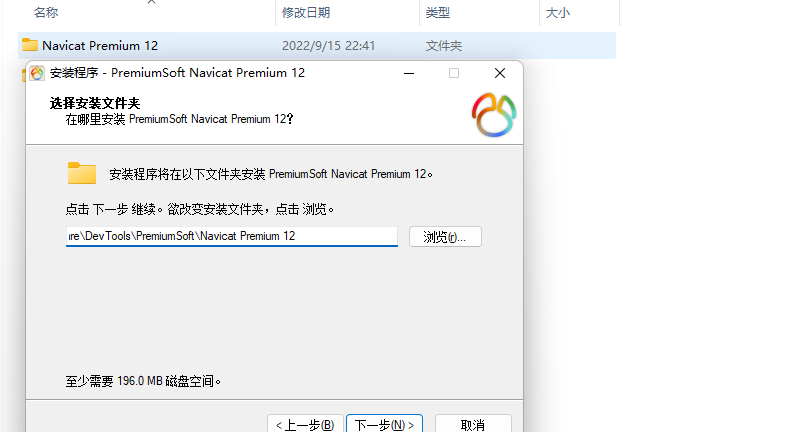 名称 修改日期 类型 大小
Navicat Premium 12 2022/9/15 22:41 文件夹
安装程序 - PremiumSoft Navicat Premium 12
选择安装文件夹
在哪里安装 PremiumSoft Navicat Premium 12?
安装程序将在以下文件夹安装 PremiumSoft Navicat Premium 12。
点击 下一步 继续。欲改变安装文件夹，点击 浏览。
are\DevTools\PremiumSoft\Navicat Premium 12 浏览(r)...
至少需要 196.0 MB 磁盘空间。
< 上一步(B) 下一步(N) > 取消